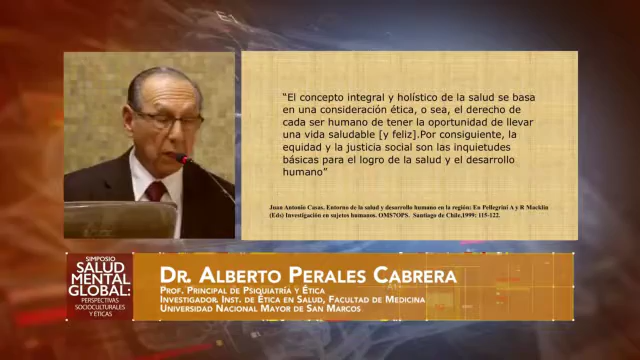 “El concepto integral y holístico de la salud se basa
en una consideración ética, o sea, el derecho de
cada ser humano de tener la oportunidad de llevar
una vida saludable [y feliz].Por consiguiente, la
equidad y la justicia social son las inquietudes
básicas para el logro de la salud y el desarrollo
humano”
Juan Antonio Casas, Entorno de la salud y desarrollo humano en la región: En Pellegrini A y R Macklin
(Eds) Investigación en sujetos humanos. OMS7OPS. Santiago de Chile,1999: 115-122.
SIMPOSIO
SALUD
MENTAL
GLOBAL:
PERSPECTIVAS
SOCIOCULTURALES
Y ÉTICAS
Dr. Alberto Perales Cabrera
Prof. Principal de Psiquiatría y Ética
Investigador. Inst. de Ética en Salud, Facultad de Medicina
Universidad Nacional Mayor de San Marcos